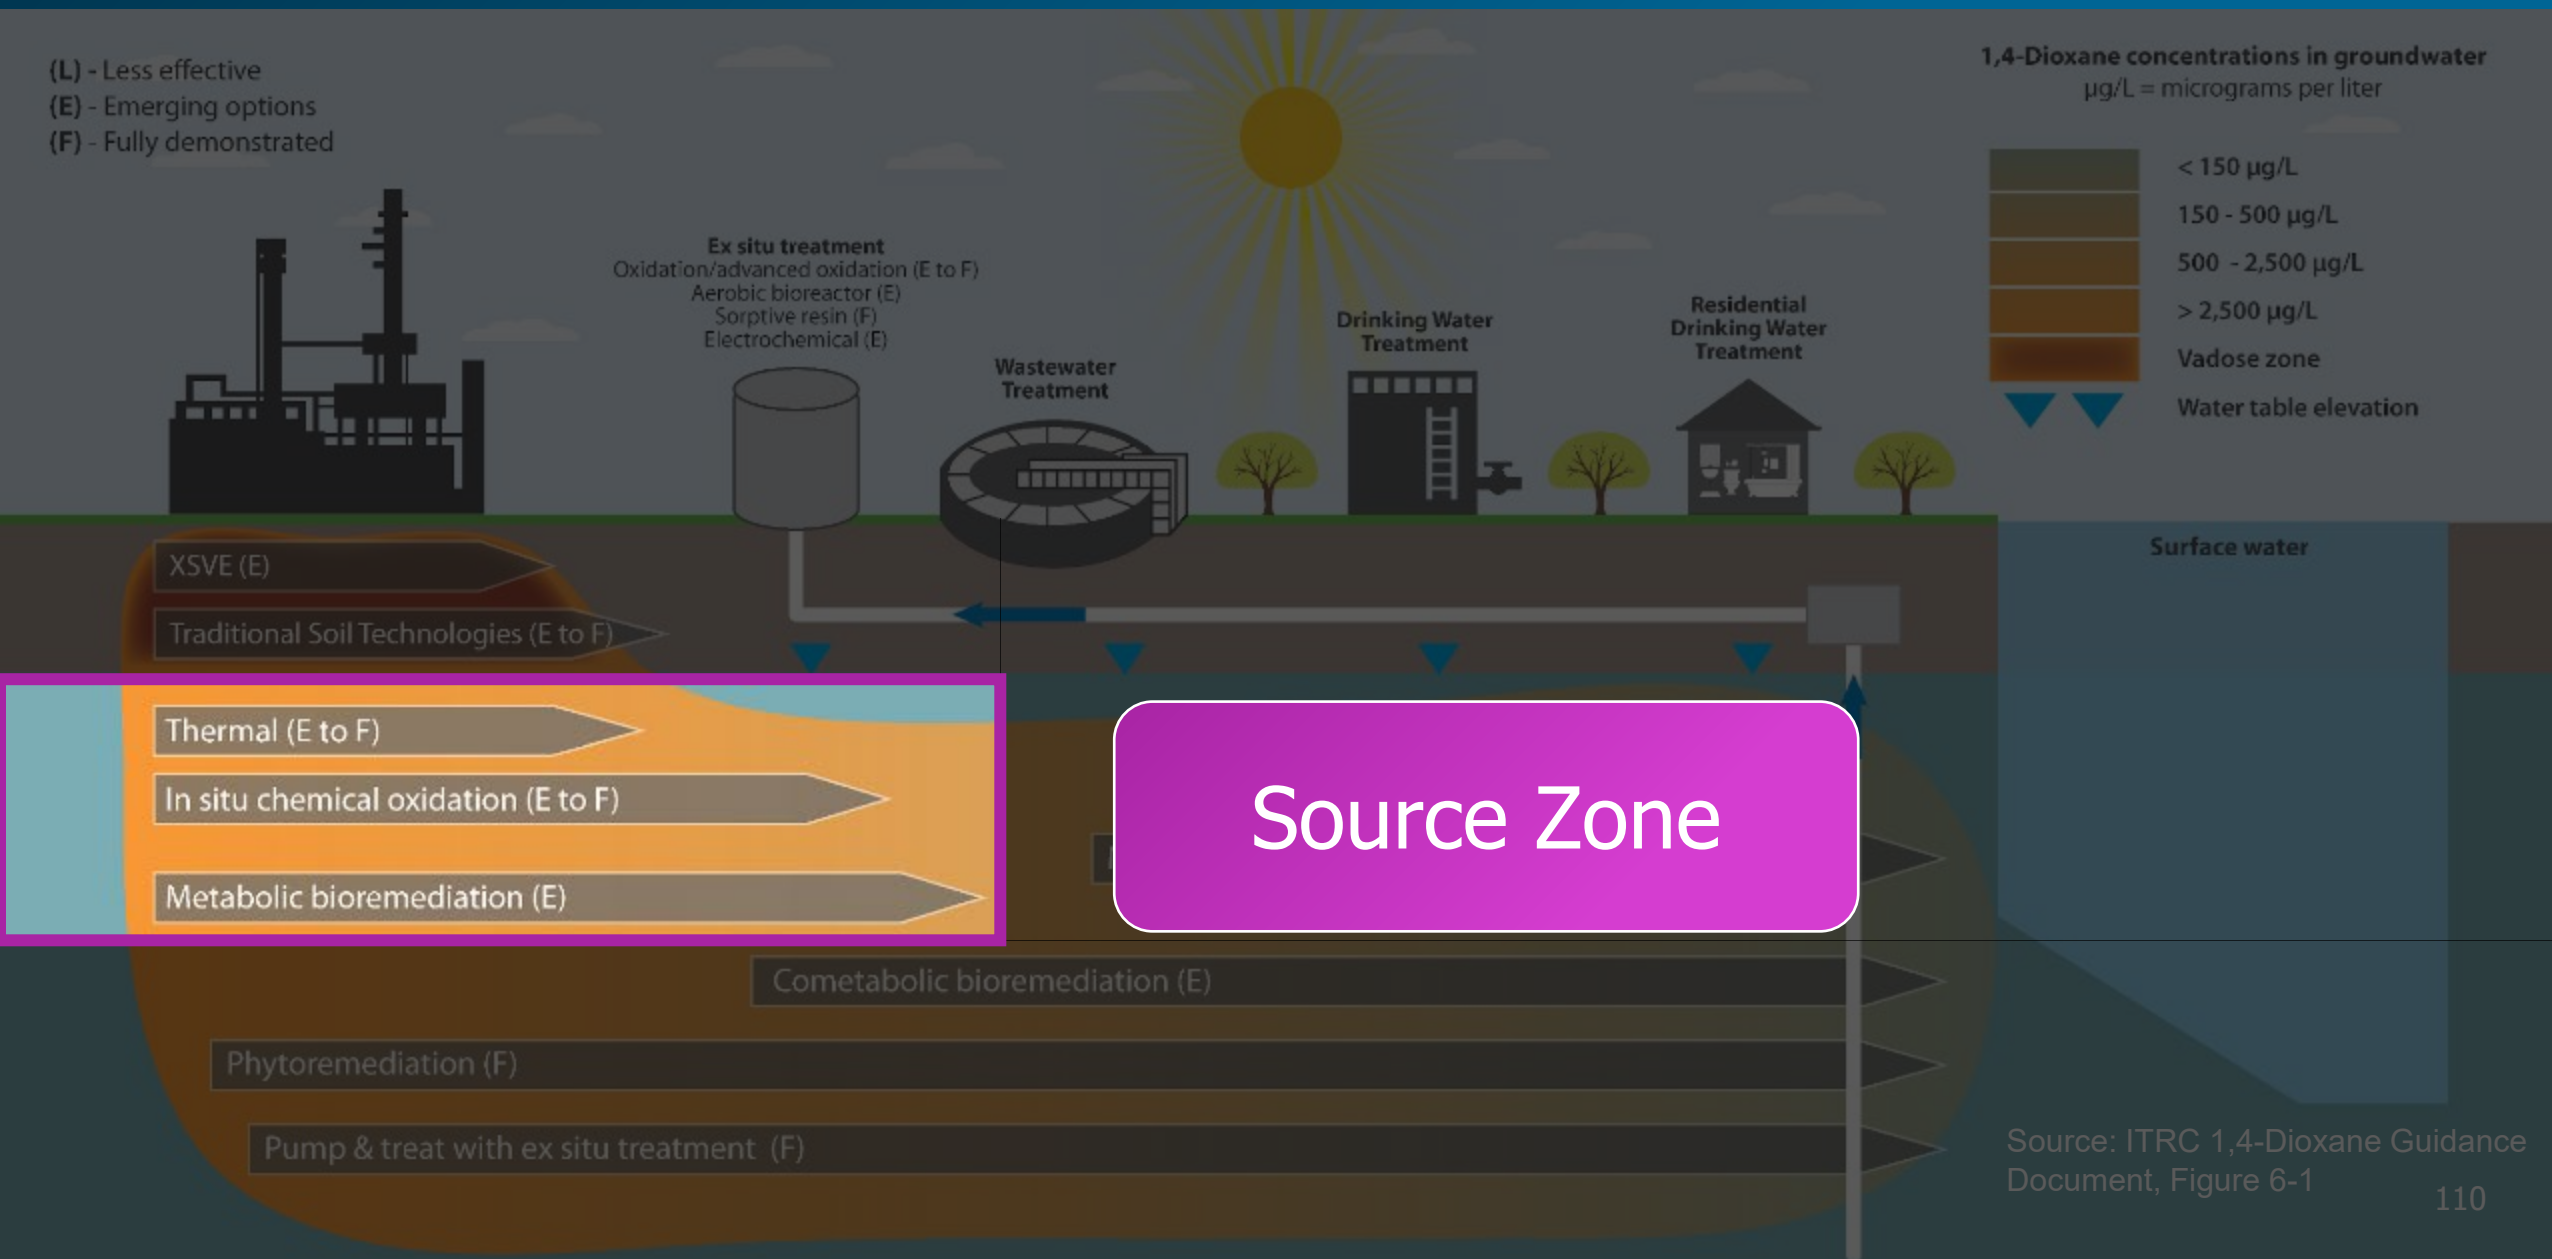 (L) - Less effective
(E) - Emerging options
(F) - Fully demonstrated
1,4-Dioxane concentrations in groundwater
µg/L = micrograms per liter
< 150 µg/L
150 - 500 µg/L
500 - 2,500 µg/L
> 2,500 µg/L
Vadose zone
Water table elevation
Ex situ treatment
Oxidation/advanced oxidation (E to F)
Aerobic bioreactor (E)
Sorptive resin (F)
Electrochemical (E)
Wastewater
Treatment
Drinking Water
Treatment
Residential
Drinking Water
Treatment
Surface water
XSVE (E)
Traditional Soil Technologies (E to F)
Thermal (E to F)
In situ chemical oxidation (E to F)
Metabolic bioremediation (E)
Source Zone
Cometabolic bioremediation (E)
Phytoremediation (F)
Pump & treat with ex situ treatment (F)
Source: ITRC 1,4-Dioxane Guidance
Document, Figure 6-1
110